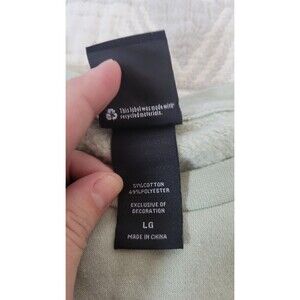 This label was made with
recycled materials.
51%COTTON
49%POLYESTER
EXCLUSIVE OF
DECORATION
LG
MADE IN CHINA